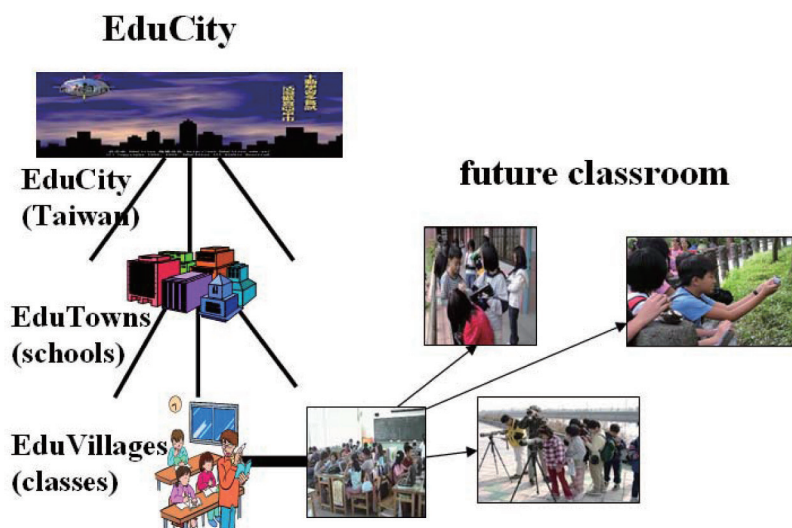 EduCity
EduCity
(Taiwan)
future classroom
EduTowns
(schools)
EduVillages
(classes)